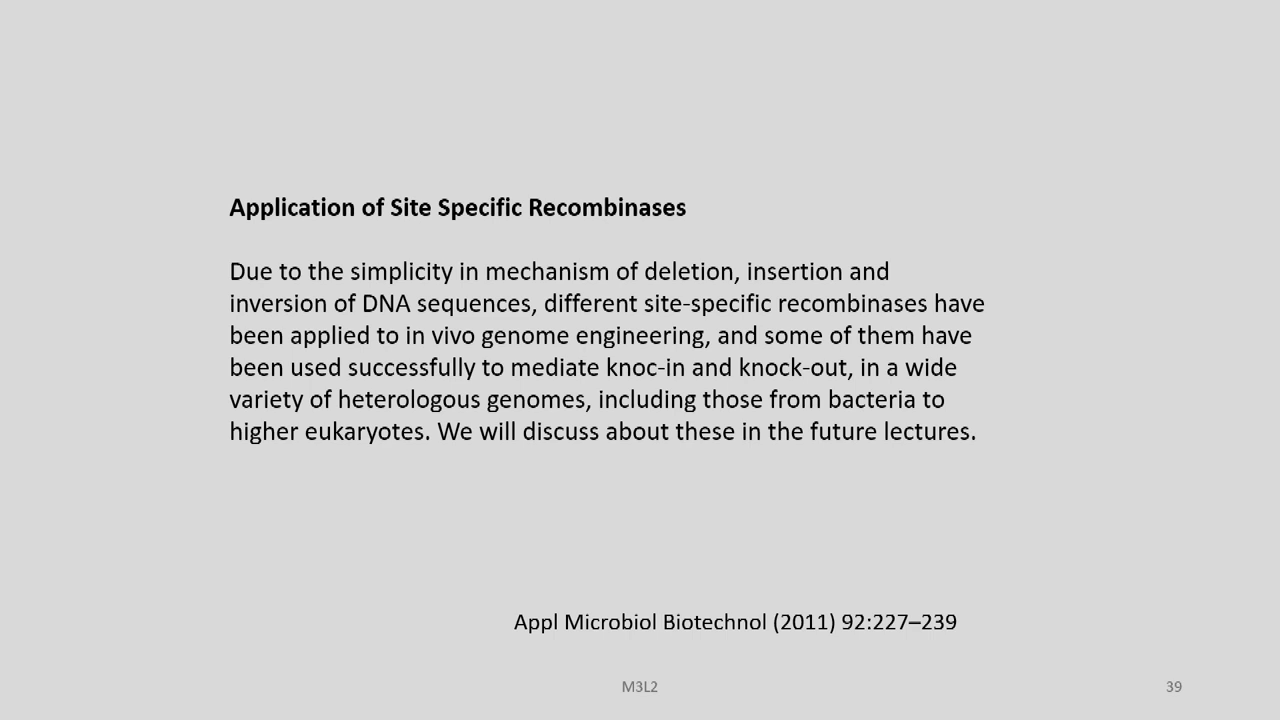 Application of Site Specific Recombinases
Due to the simplicity in mechanism of deletion, insertion and
inversion of DNA sequences, different site-specific recombinases have
been applied to in vivo genome engineering, and some of them have
been used successfully to mediate knoc-in and knock-out, in a wide
variety of heterologous genomes, including those from bacteria to
higher eukaryotes. We will discuss about these in the future lectures.
Appl Microbiol Biotechnol (2011) 92:227–239
M3L2
39